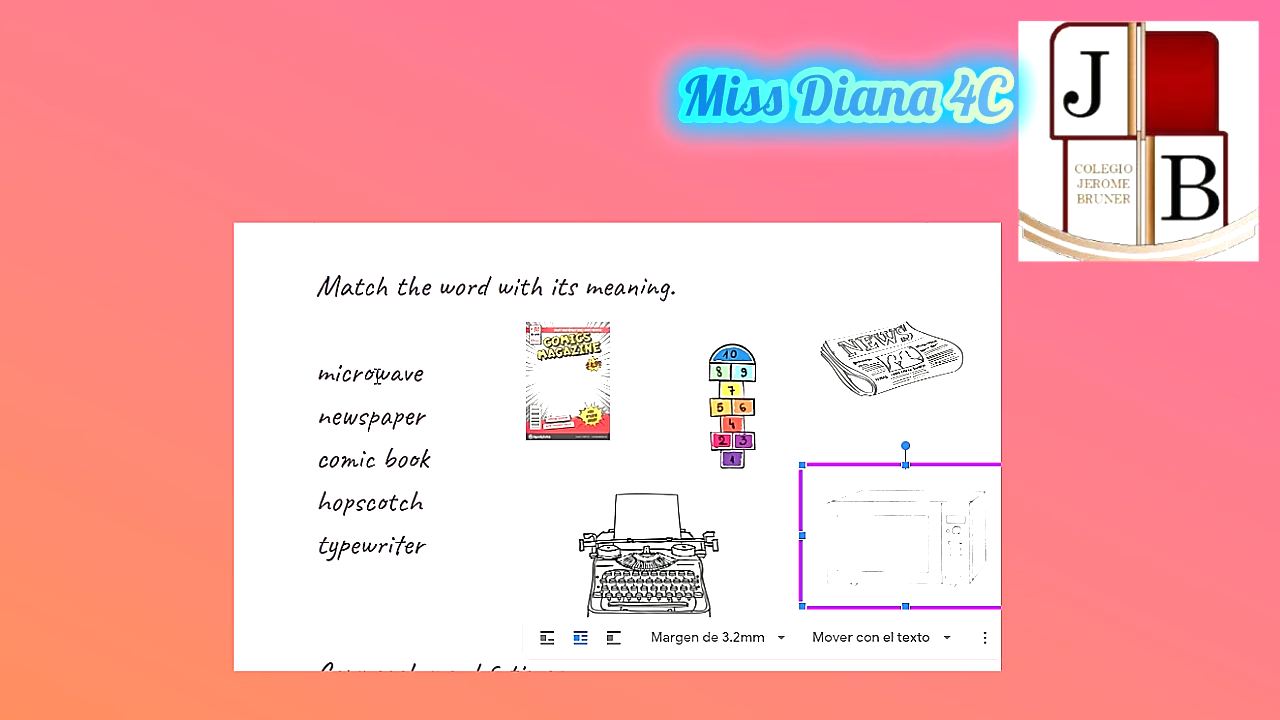 Miss Diana 4C
J
COLEGIO
JEROME
BRUNER
B
Match the word with its meaning.
microwave
newspaper
comic book
hopscotch
typewriter
COMICS
MAGAZINE
10
8 9
7
5 6
4
2 3
1
NEWS
Margen de 3.2mm
Mover con el texto